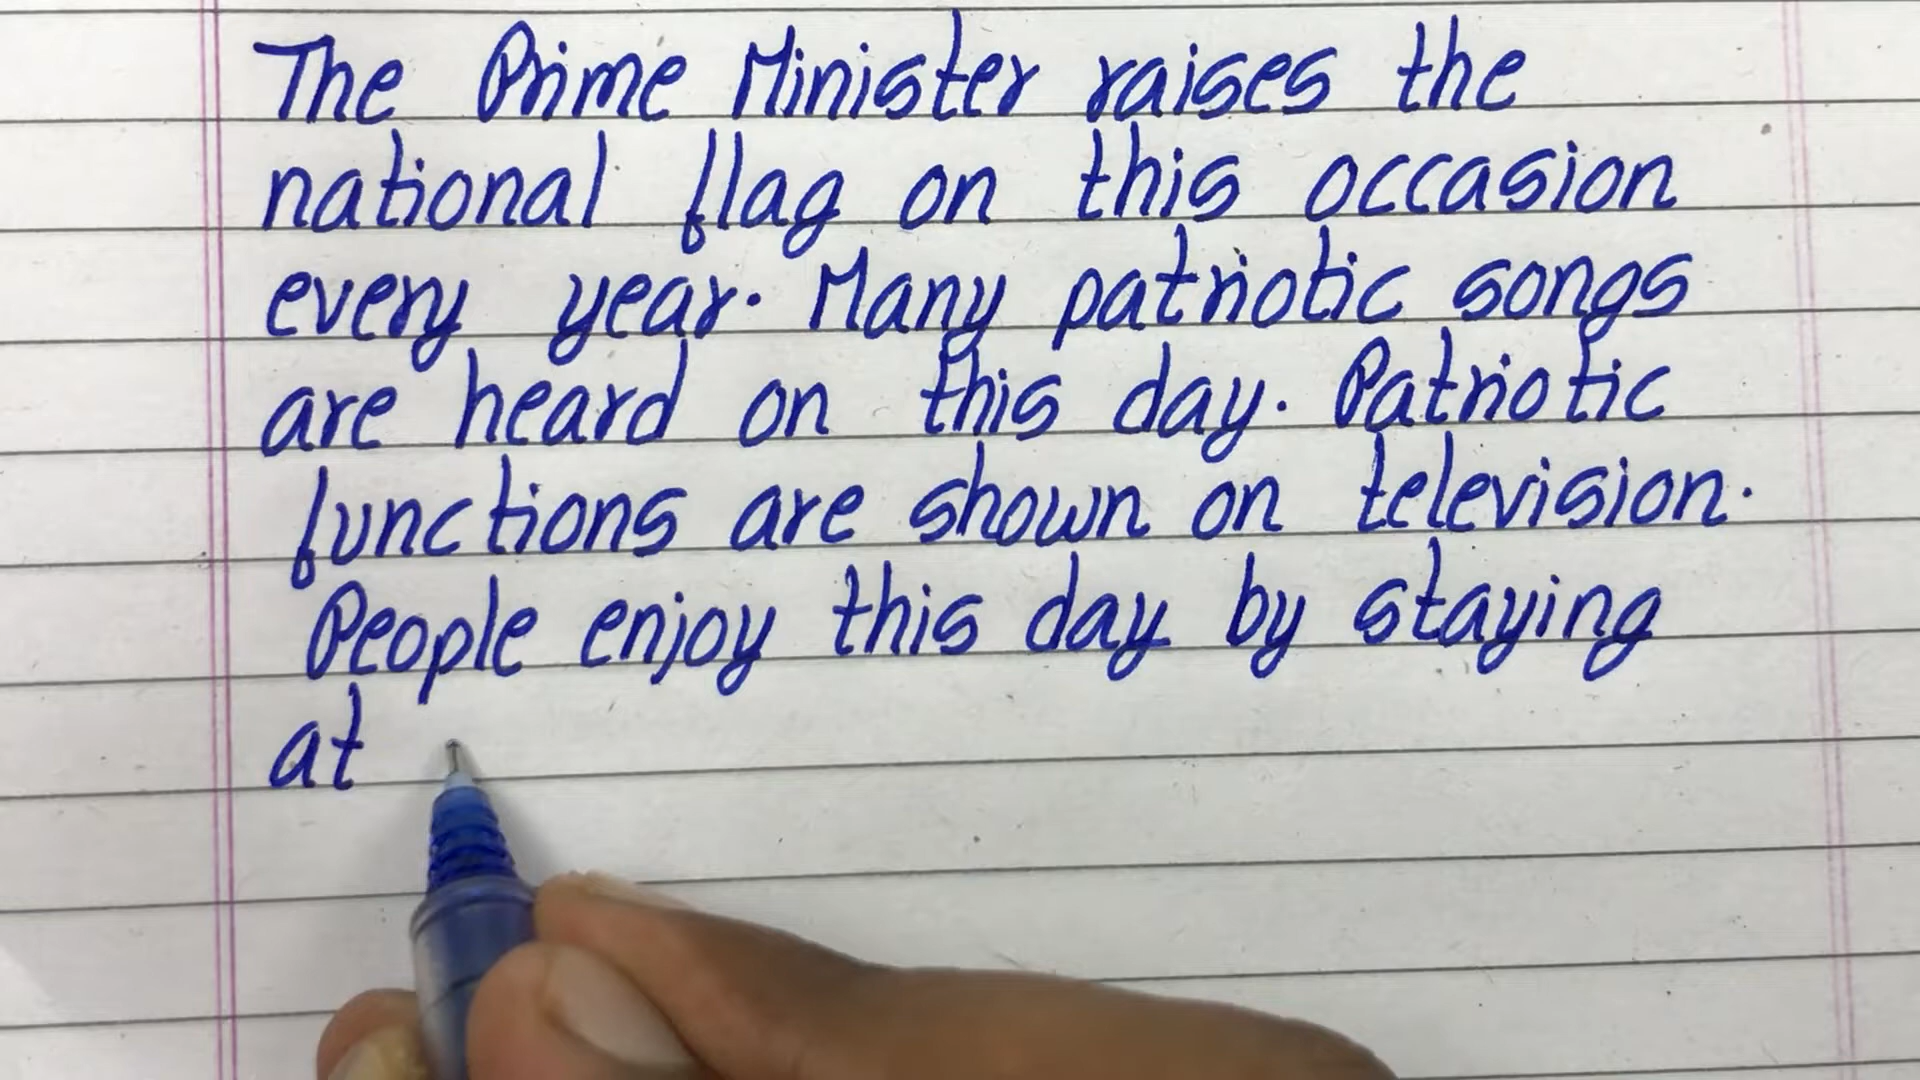 The Prime Minister raises the
national flag on this occasion
every year. Many patriotic songs
are heard on this day. Patriotic
functions are shown on television.
People enjoy this day by staying
at